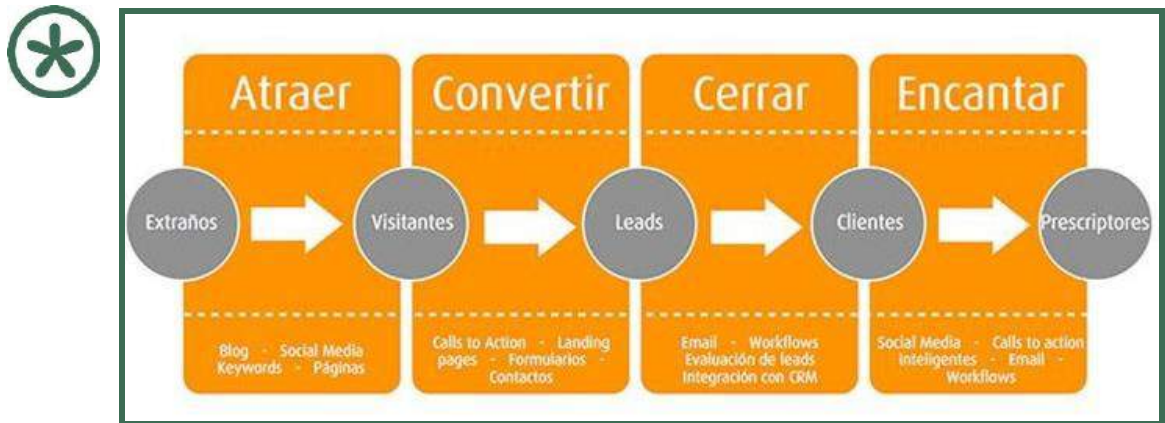 Atraer
Convertir
Cerrar
Encantar
Extraños
Visitantes
Leads
Clientes
Prescriptores
Blog - Social Media
Keywords - Páginas
Calls to Action - Landing
pages - Formularios -
Contactos
Email - Workflows
Evaluación de leads
Integración con CRM
Social Media - Calls to action
inteligentes - Email -
Workflows